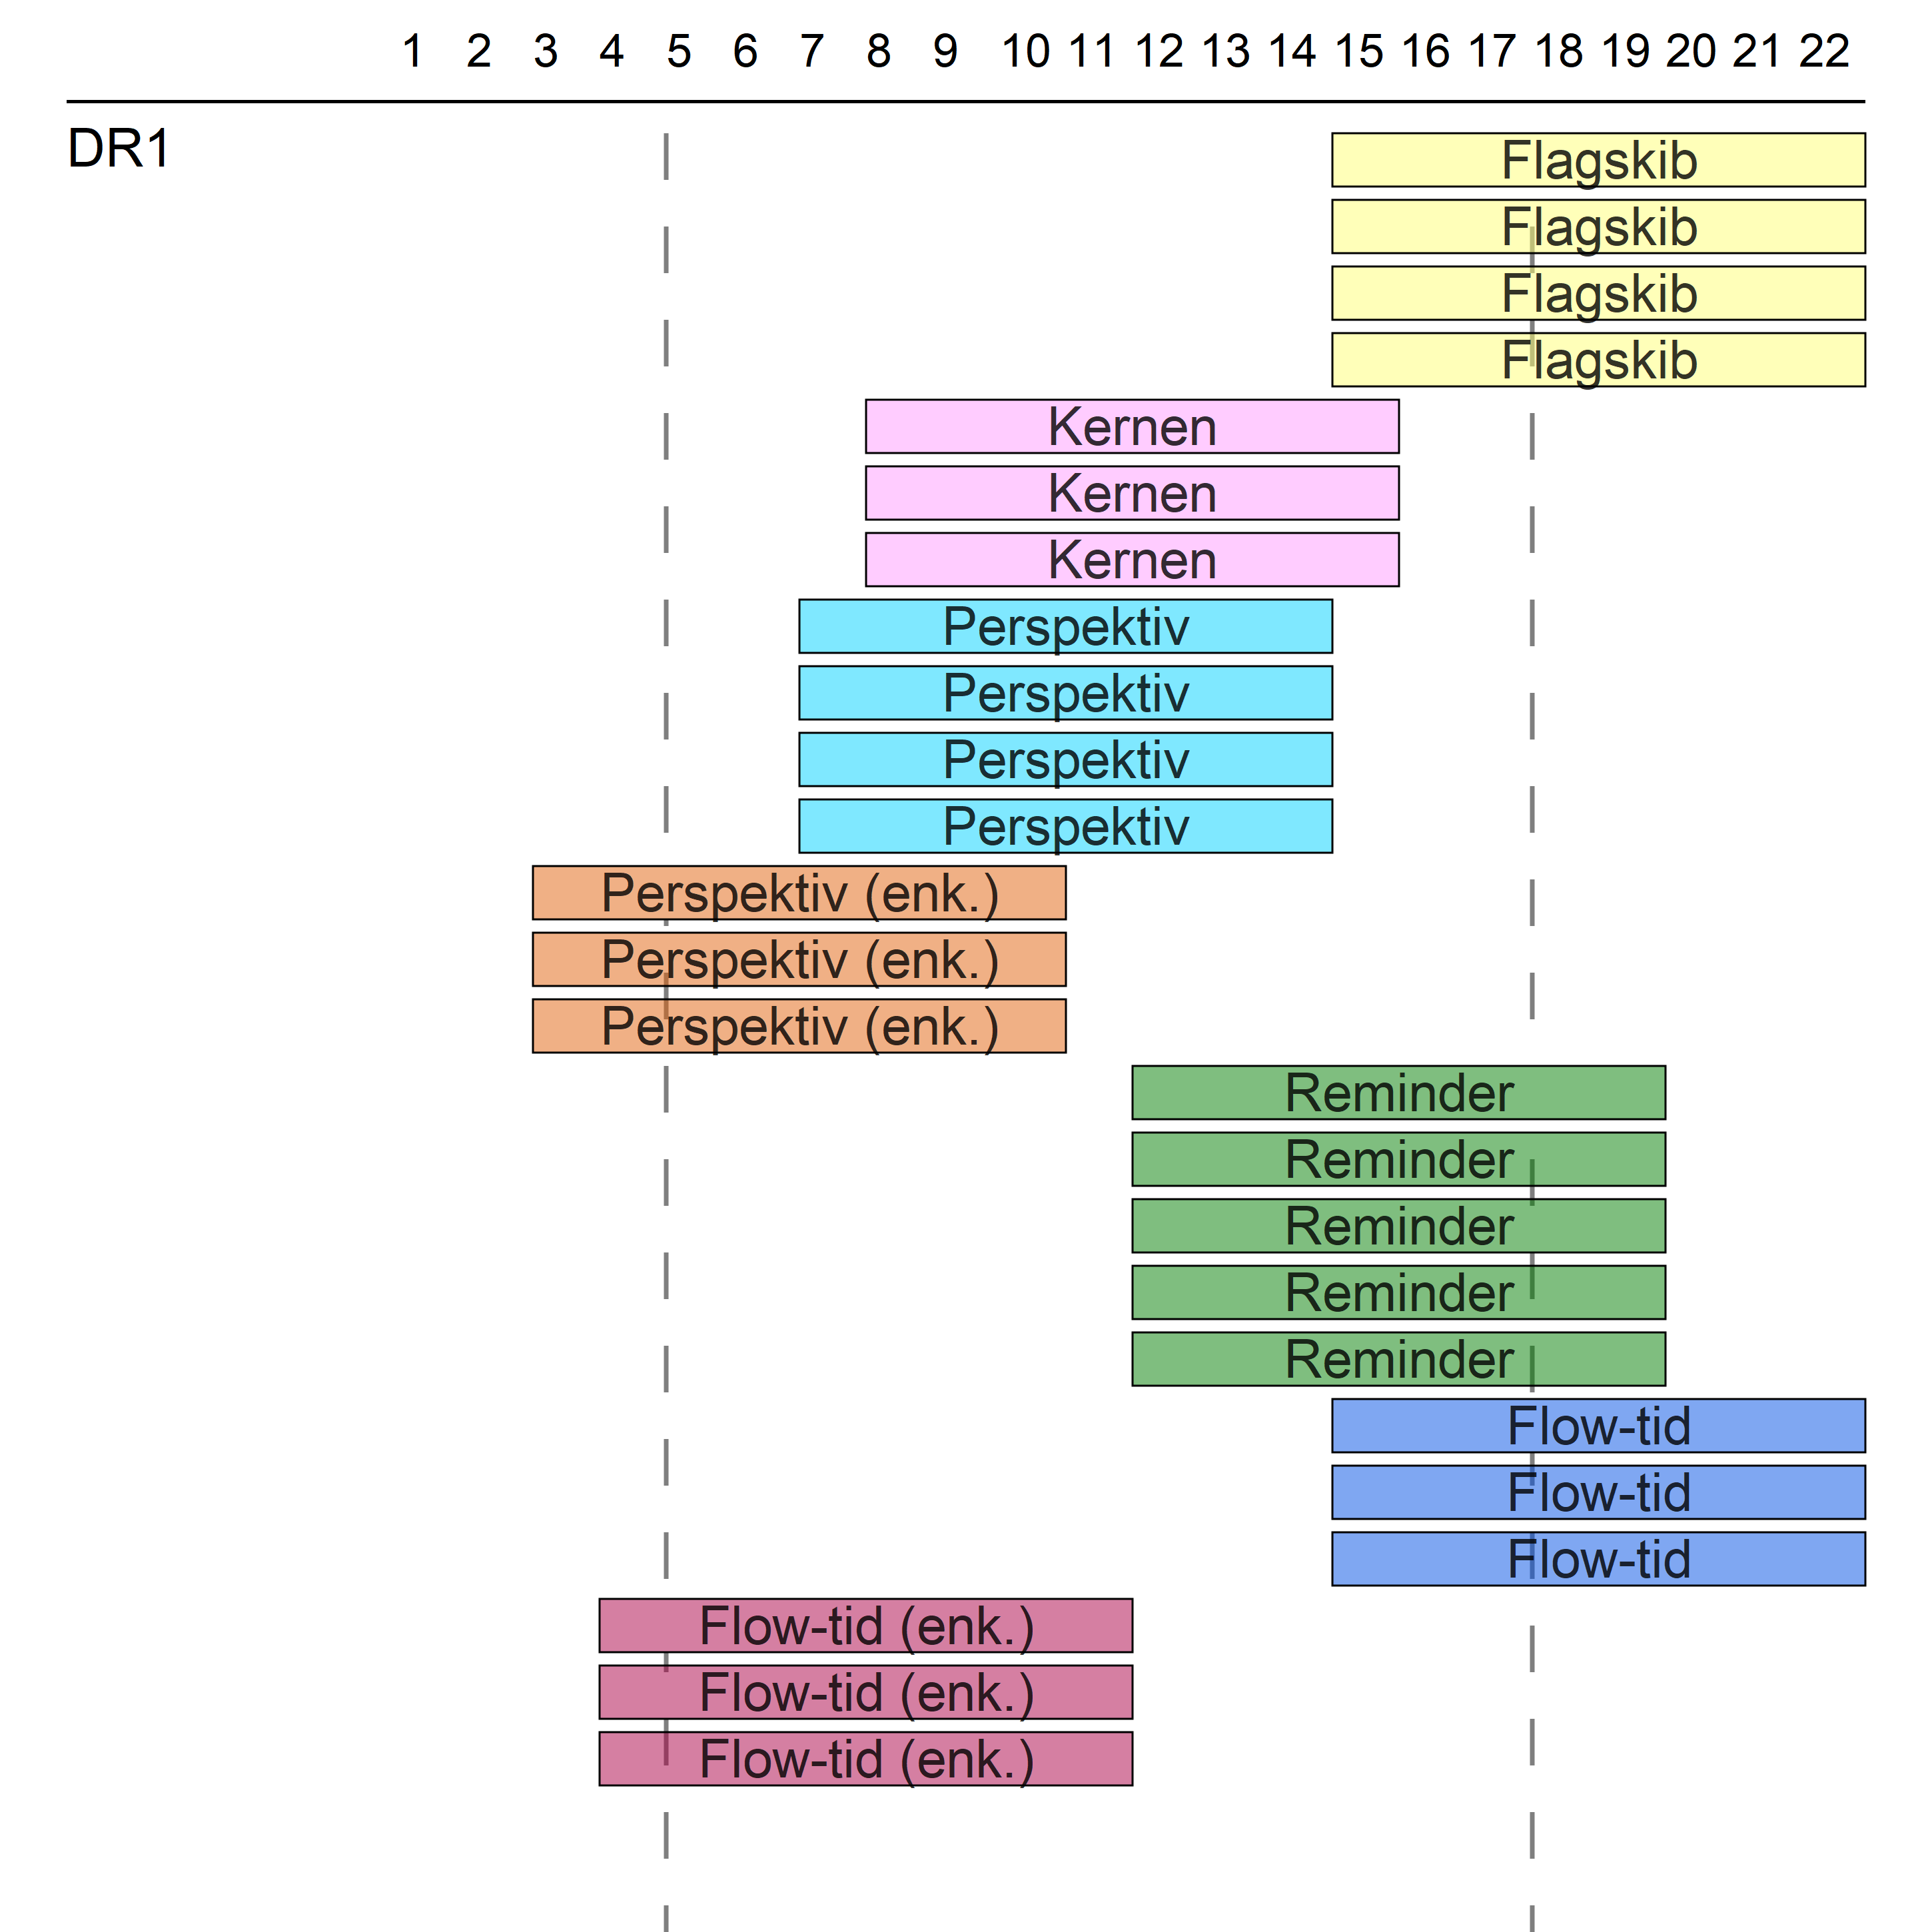 1 2 3 4 5 6 7 8 9 10 11 12 13 14 15 16 17 18 19 20 21 22
DR1
Flagskib
Flagskib
Flagskib
Flagskib
Kernen
Kernen
Kernen
Perspektiv
Perspektiv
Perspektiv
Perspektiv
Perspektiv (enk.)
Perspektiv (enk.)
Perspektiv (enk.)
Reminder
Reminder
Reminder
Reminder
Reminder
Flow-tid
Flow-tid
Flow-tid
Flow-tid (enk.)
Flow-tid (enk.)
Flow-tid (enk.)